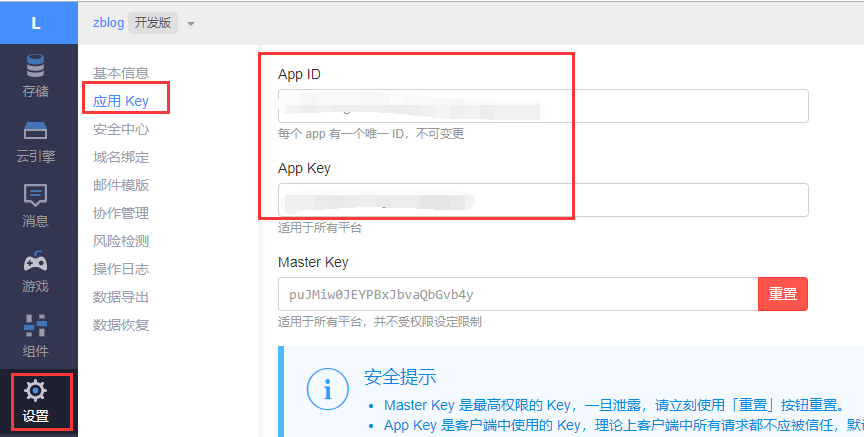 L
zblog 开发版
存储
云引擎
消息
游戏
组件
设置
基本信息
应用 Key
安全中心
域名绑定
邮件模版
协作管理
风险检测
操作日志
数据导出
数据恢复
App ID
每个 app 有一个唯一 ID，不可变更
App Key
适用于所有平台
Master Key
puJMiw0JEYPBxJbvaQbGvb4y
重置
适用于所有平台，并不受权限设定限制
安全提示
Master Key 是最高权限的 Key，一旦泄露，请立刻使用「重置」按钮重置。
App Key 是客户端中使用的 Key，理论上客户端中所有请求都不应被信任，默